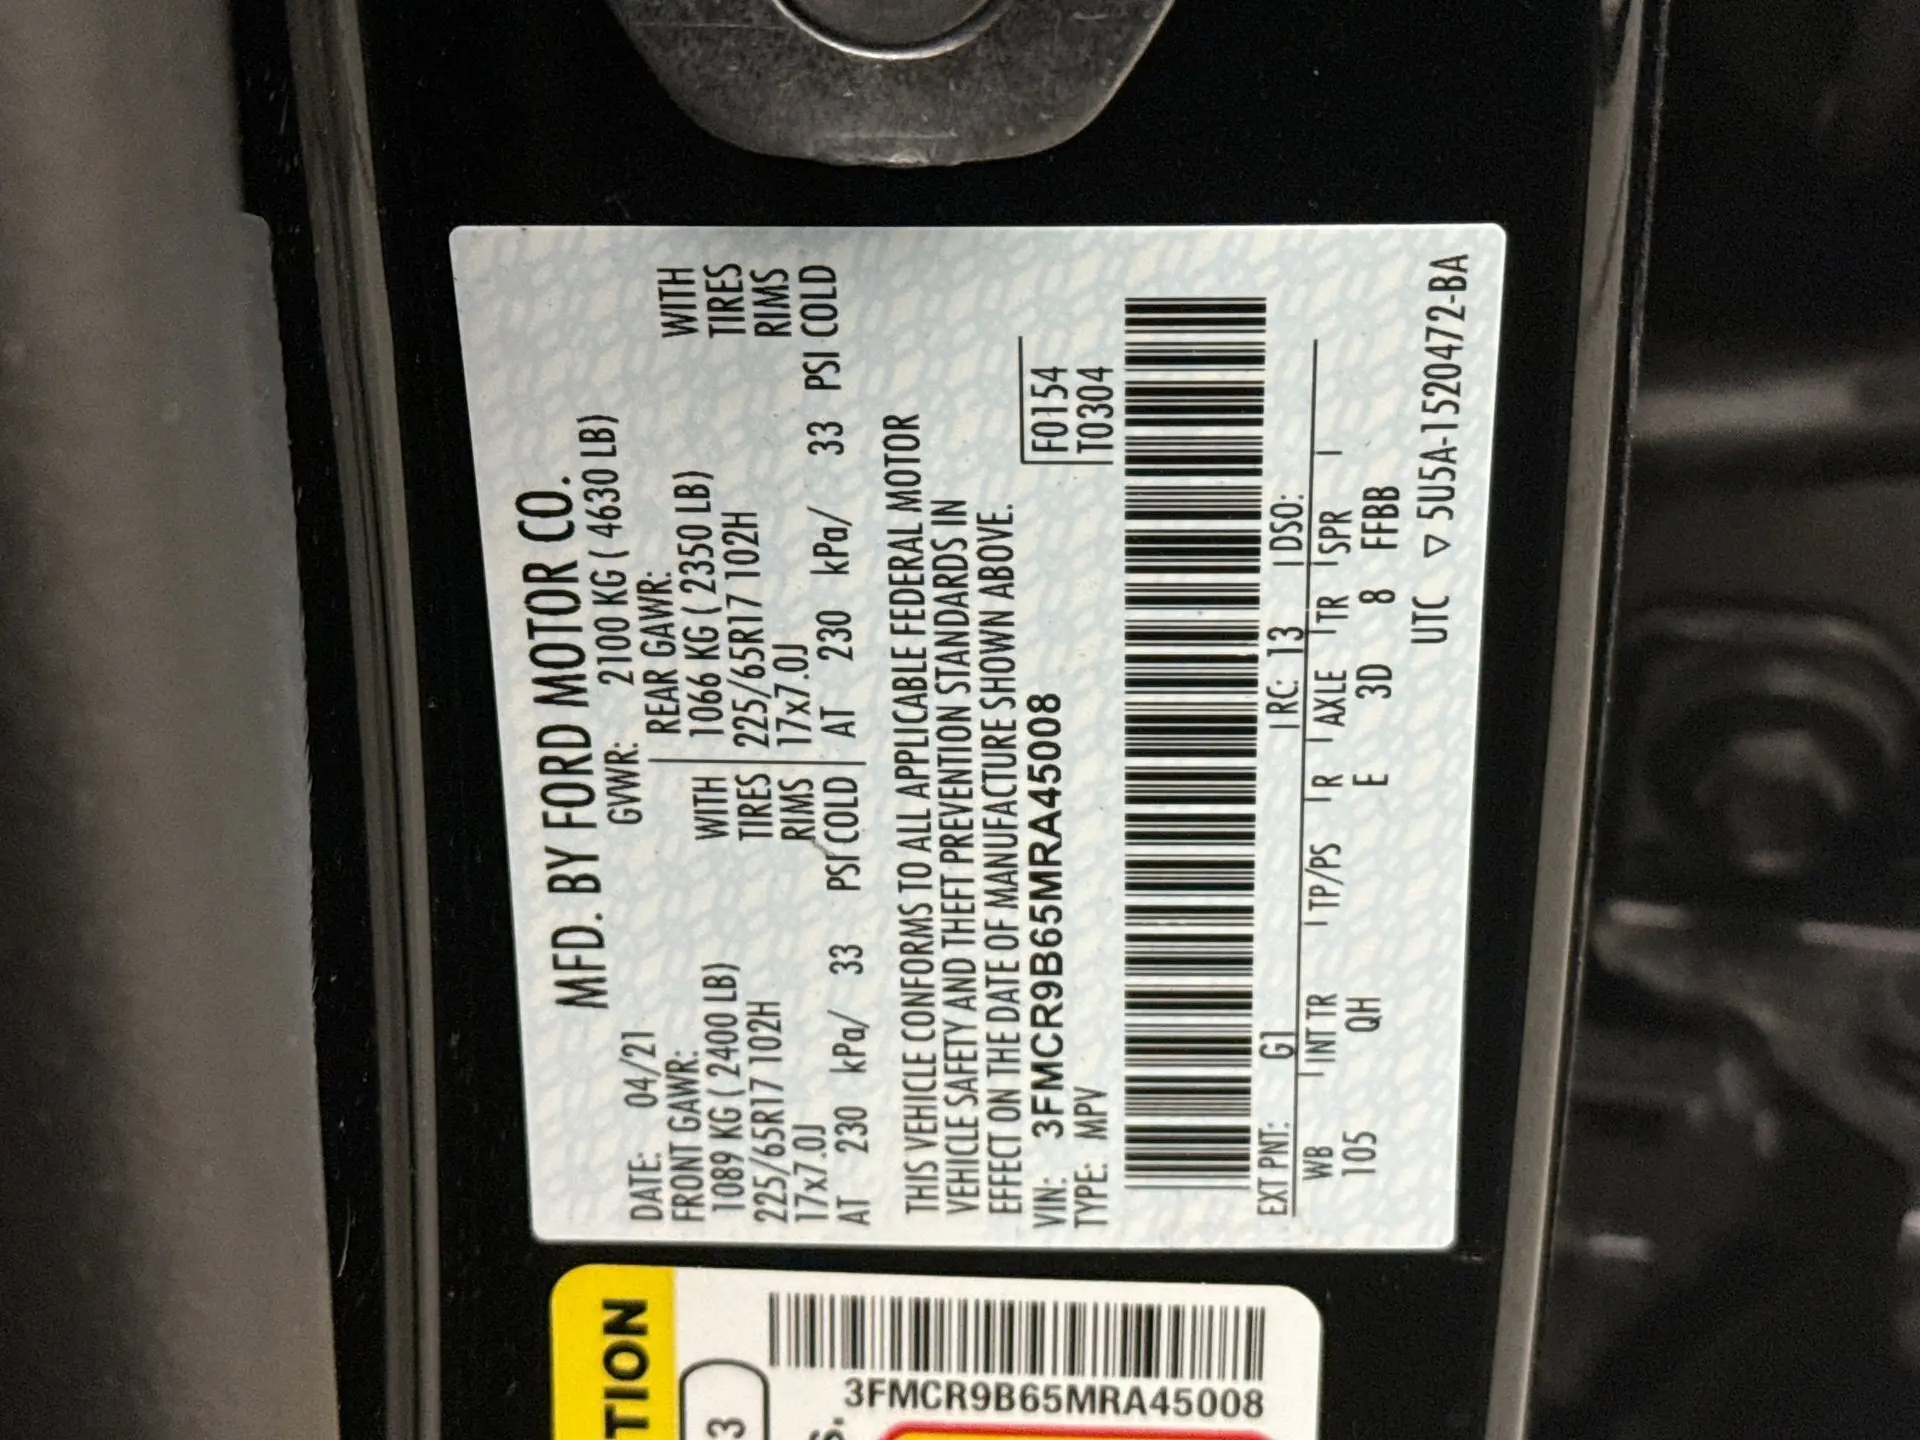 MFD. BY FORD MOTOR CO.
DATE: 04/21 GVWR: 2100 KG ( 4630 LB)
FRONT GAWR: REAR GAWR:
1089 KG ( 2400 LB) WITH 1066 KG ( 2350 LB) WITH
225/65R17 102H TIRES 225/65R17 102H TIRES
17x7.0J RIMS 17x7.0J RIMS
AT 230 kPa/ 33 PSI COLD AT 230 kPa/ 33 PSI COLD
THIS VEHICLE CONFORMS TO ALL APPLICABLE FEDERAL MOTOR
VEHICLE SAFETY AND THEFT PREVENTION STANDARDS IN
EFFECT ON THE DATE OF MANUFACTURE SHOWN ABOVE.
VIN: 3FMCR9B65MRA45008 F0154
TYPE: MPV T0304
EXT PNT: G1 RC: 13 DSO:
WB INT TR TP/PS R AXLE TR SPR
105 QH E 3D 8 FFBB
UTC ▽ 5U5A-1520472-BA
TION
3
S.
3FMCR9B65MRA45008